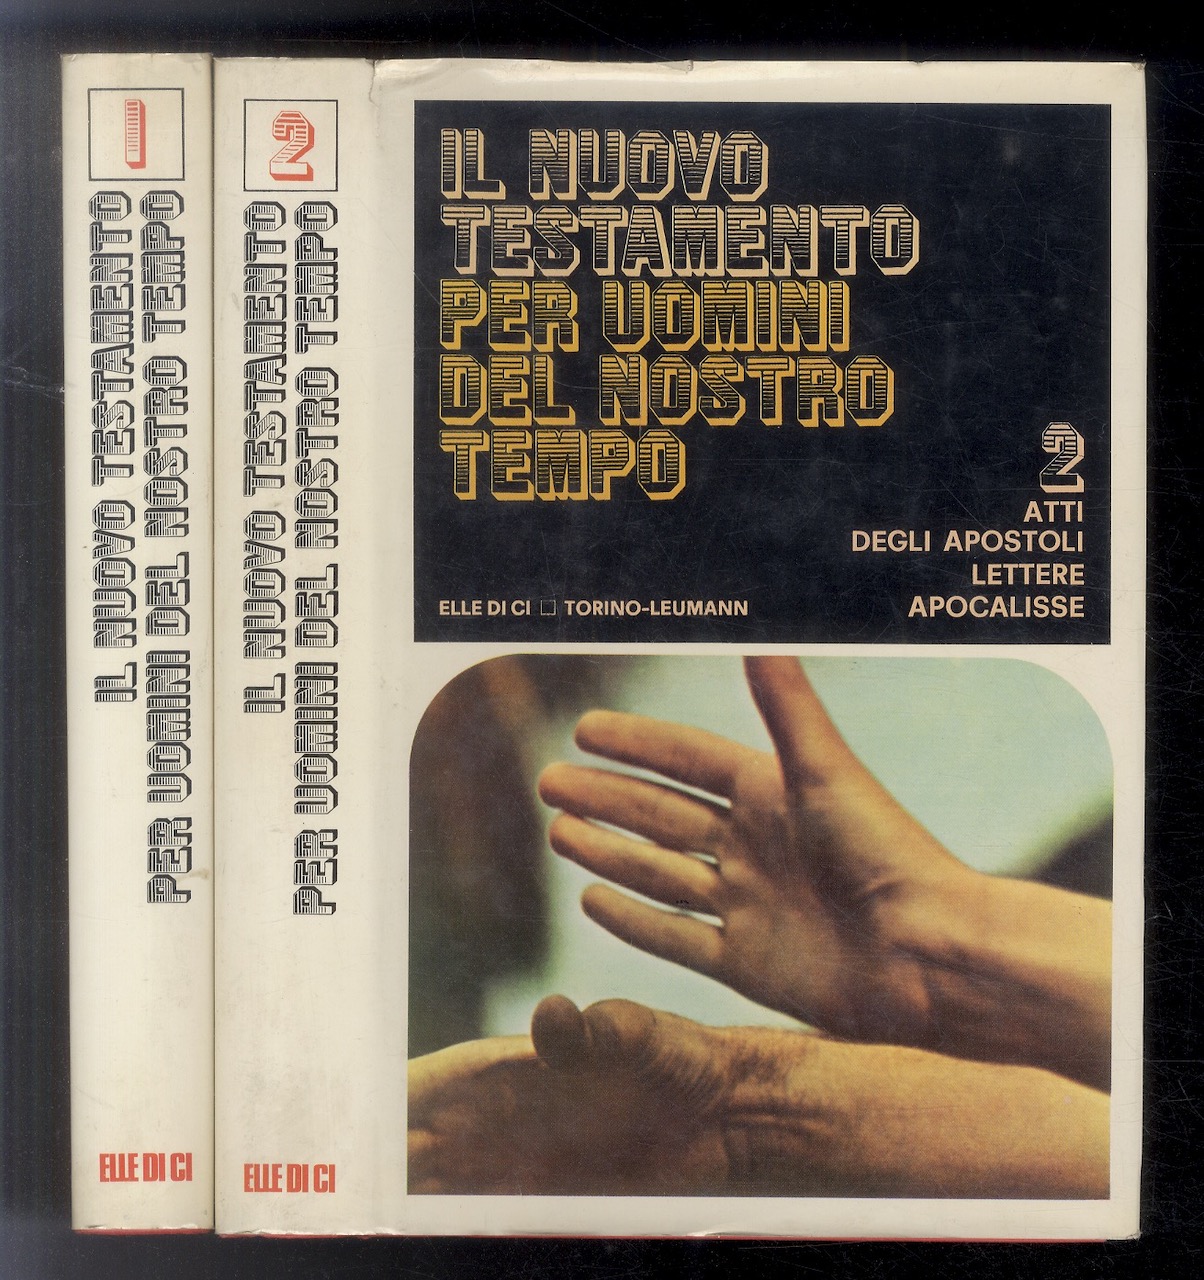 1
IL NUOVO TESTAMENTO
PER UOMINI DEL NOSTRO TEMPO
ELLE DI CI
2
IL NUOVO TESTAMENTO
PER UOMINI DEL NOSTRO TEMPO
ELLE DI CI
IL NUOVO
TESTAMENTO
PER UOMINI
DEL NOSTRO
TEMPO
2
ATTI
DEGLI APOSTOLI
LETTERE
APOCALISSE
ELLE DI CI □ TORINO-LEUMANN